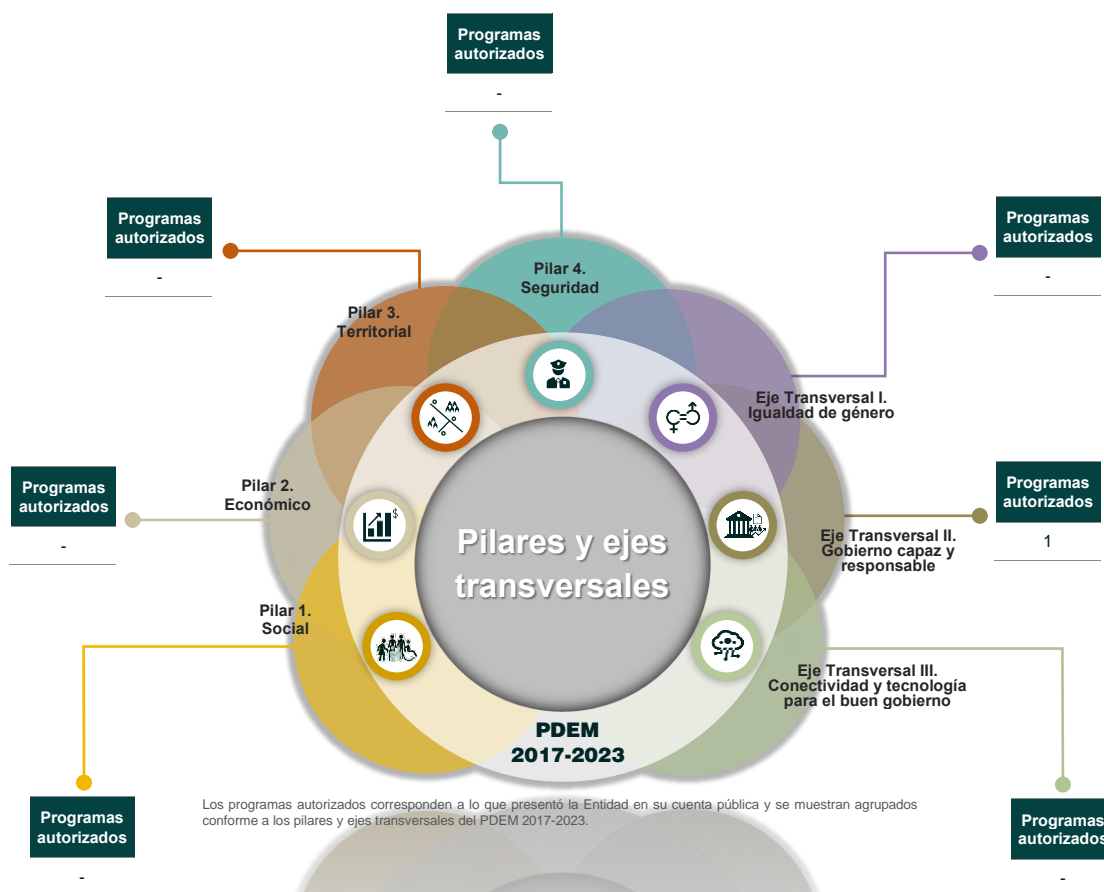 Programas
autorizados
-
Programas
autorizados
-
Programas
autorizados
-
Pilar 4.
Seguridad
Pilar 3.
Territorial
Eje Transversal I.
Igualdad de género
Programas
autorizados
-
Pilar 2.
Económico
$
Programas
autorizados
1
Eje Transversal II.
Gobierno capaz y
responsable
Pilares y ejes
transversales
Pilar 1.
Social
Eje Transversal III.
Conectividad y tecnología
para el buen gobierno
PDEM
2017-2023
Los programas autorizados corresponden a lo que presentó la Entidad en su cuenta pública y se muestran agrupados
conforme a los pilares y ejes transversales del PDEM 2017-2023.
Programas
autorizados
-
Programas
autorizados
-